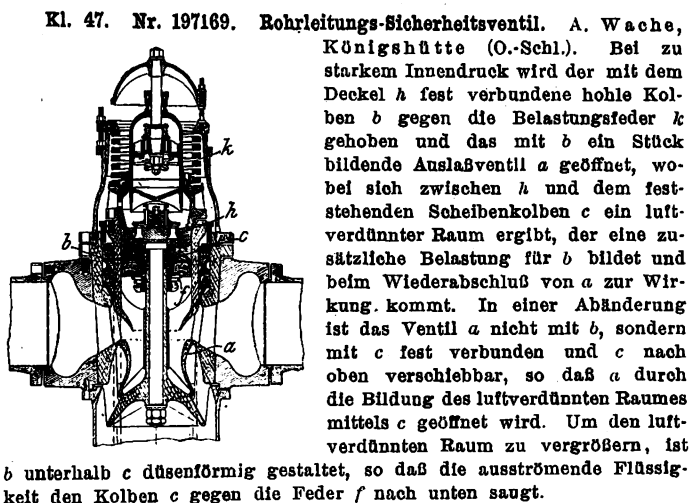 Kl. 47. Nr. 197169. Rohrleitungs-Sicherheitsventil. A. Wache,
Königshütte (O.-Schl.). Bei zu
starkem Innendruck wird der mit dem
Deckel h fest verbundene hohle Kol-
ben b gegen die Belastungsfeder k
gehoben und das mit b ein Stück
bildende Auslaßventil a geöffnet, wo-
bei sich zwischen h und dem fest-
stehenden Scheibenkolben c ein luft-
verdünnter Raum ergibt, der eine zu-
sätzliche Belastung für b bildet und
beim Wiederabschluß von a zur Wir-
kung kommt. In einer Abänderung
ist das Ventil a nicht mit b, sondern
mit c fest verbunden und c nach
oben verschiebbar, so daß a durch
die Bildung des luftverdünnten Raumes
mittels c geöffnet wird. Um den luft-
verdünnten Raum zu vergrößern, ist
b unterhalb c düsenförmig gestaltet, so daß die ausströmende Flüssig-
keit den Kolben c gegen die Feder f nach unten saugt.
k
h
c
b
f
a